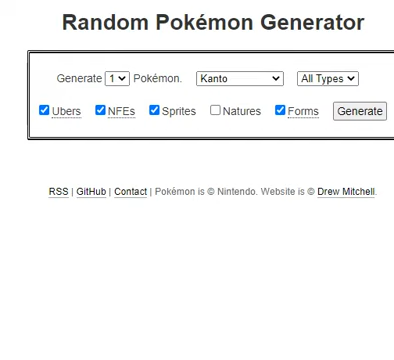 Random Pokémon Generator
Generate 1 Pokémon. Kanto All Types
Ubers NFEs Sprites Natures Forms Generate
RSS | GitHub | Contact | Pokémon is © Nintendo. Website is © Drew Mitchell.